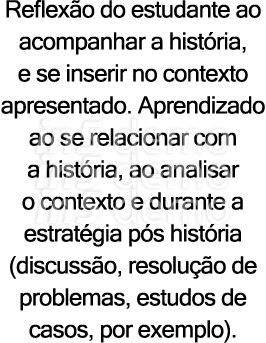 Reflexão do estudante ao
acompanhar a história,
e se inserir no contexto
apresentado. Aprendizado
ao se relacionar com
a história, ao analisar
o contexto e durante a
estratégia pós história
(discussão, resolução de
problemas, estudos de
casos, por exemplo).